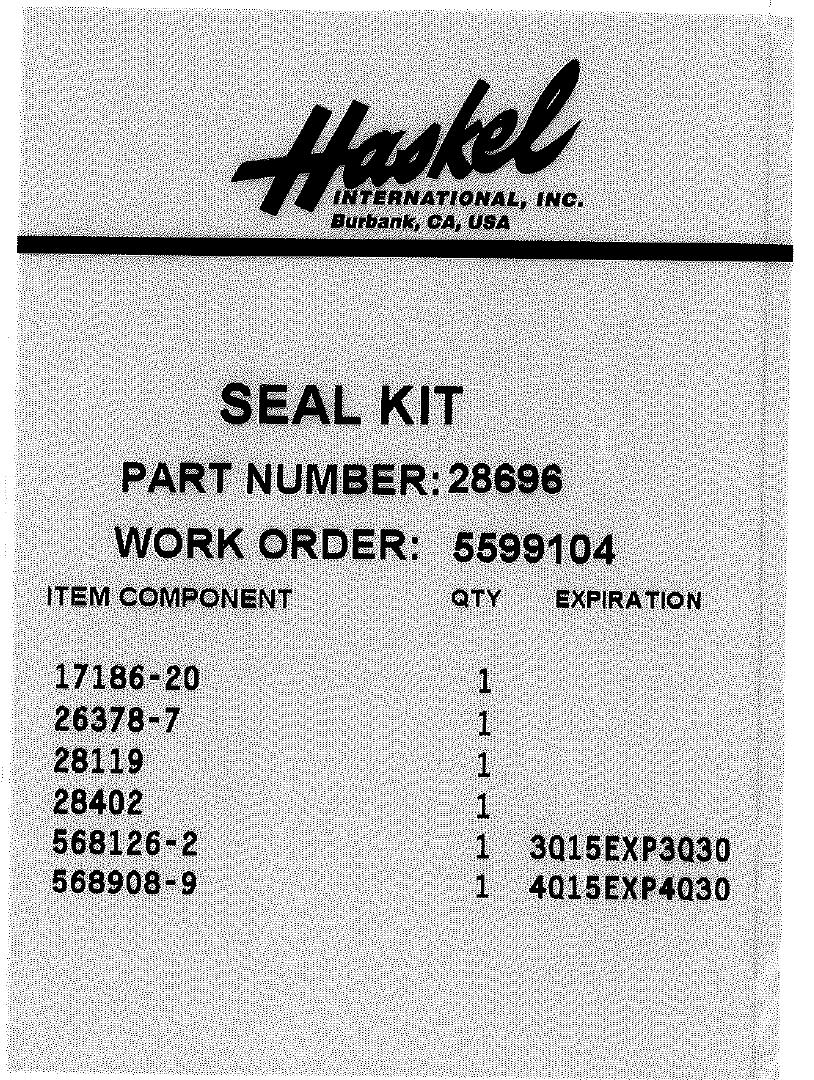 Haskel
INTERNATIONAL, INC.
Burbank, CA, USA
SEAL KIT
PART NUMBER: 28696
WORK ORDER: 5599104
ITEM COMPONENT QTY EXPIRATION
17186-20 1
26378-7 1
28119 1
28402 1
568126-2 1 3Q15EXP3Q30
568908-9 1 4Q15EXP4Q30